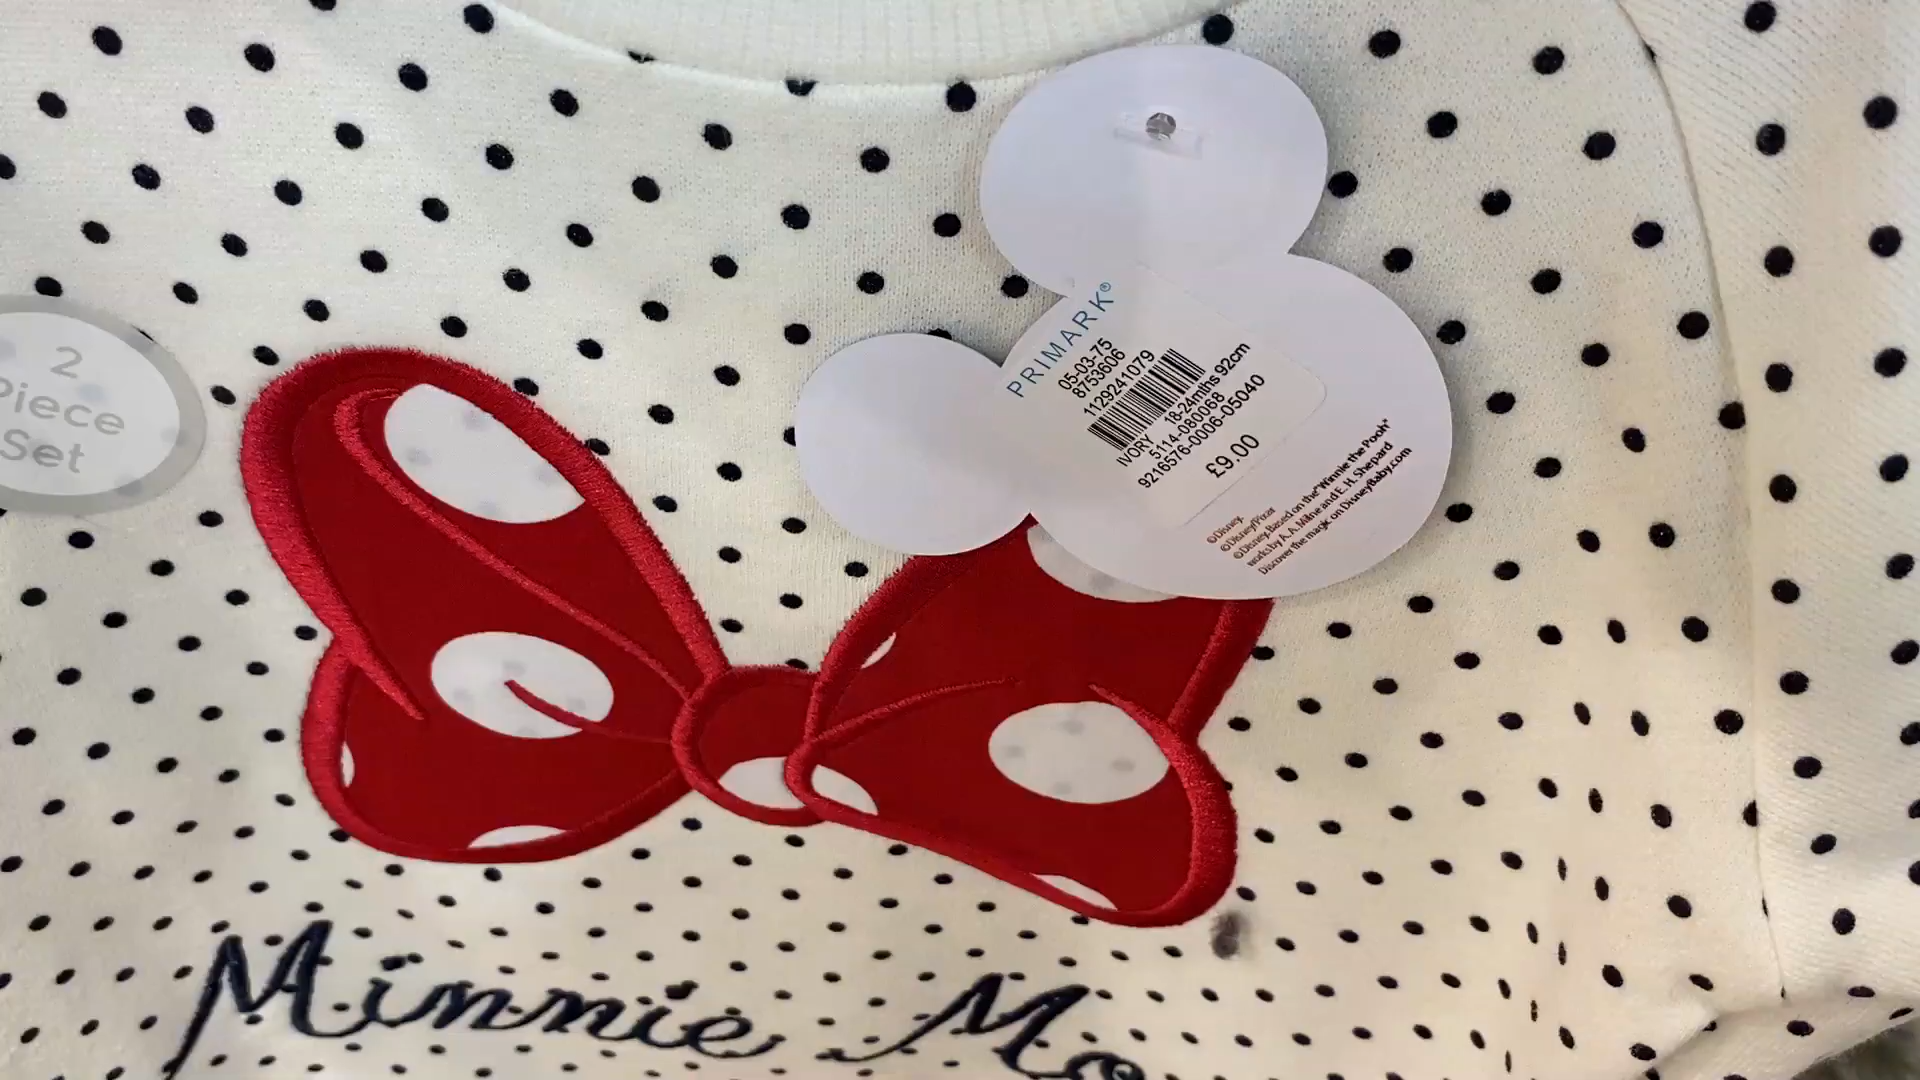 2
Piece
Set
PRIMARK®
05-03-75
8753606
1129241079
IVORY 18-24mths 92cm
5114-080068
9216576-0006-05040
£9.00
©Disney.
©Disney/Pixar
©Disney. Based on the "Winnie the Pooh"
works by A. A. Milne and E. H. Shepard
Discover the magic on DisneyBaby.com
Minnie Mo